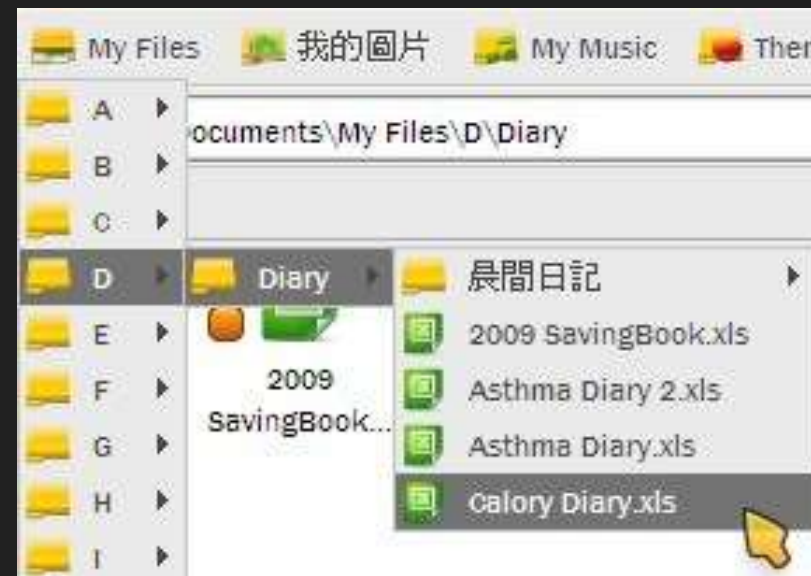 My Files 我的圖片 My Music Then
ocuments\My Files\D\Diary
A
B
C
D
E
F
G
H
I
Diary
晨間日記
2009 SavingBook.xls
Asthma Diary 2.xls
Asthma Diary.xls
Calory Diary.xls
2009
SavingBook...